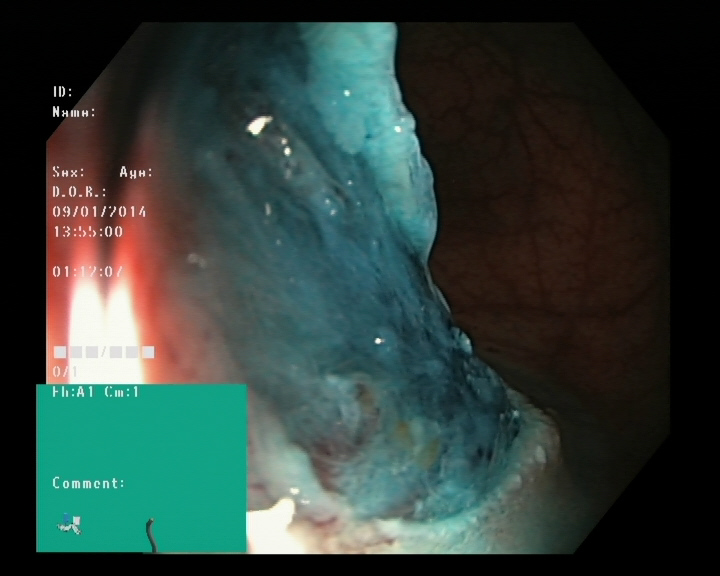 ID:
Name:
Sex: Age:
D.O.B.:
09/01/2014
13:55:00
01:12:07
/
0/1
Eh:A1 Cm:1
Comment: